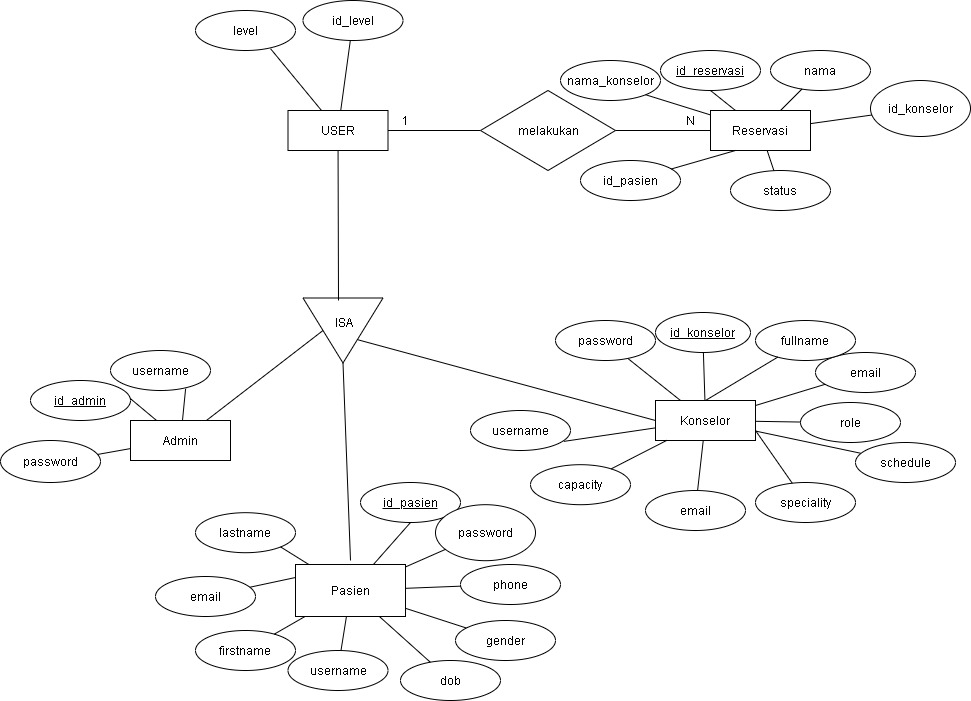 level
id_level
nama_konselor
id_reservasi
nama
id_konselor
USER
1
melakukan
N
Reservasi
id_pasien
status
ISA
password
id_konselor
fullname
email
role
schedule
speciality
email
capacity
username
Konselor
username
id_admin
password
Admin
id_pasien
password
phone
gender
dob
username
firstname
email
lastname
Pasien